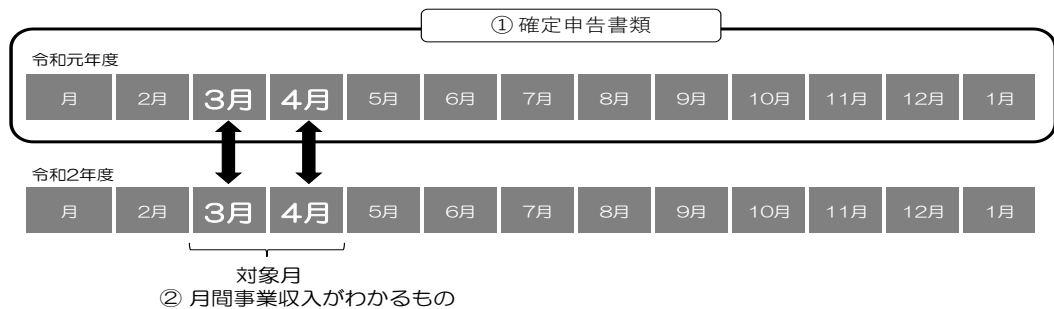 ① 確定申告書類
令和元年度
月 2月 3月 4月 5月 6月 7月 8月 9月 10月 11月 12月 1月
令和2年度
月 2月 3月 4月 5月 6月 7月 8月 9月 10月 11月 12月 1月
対象月
② 月間事業収入がわかるもの